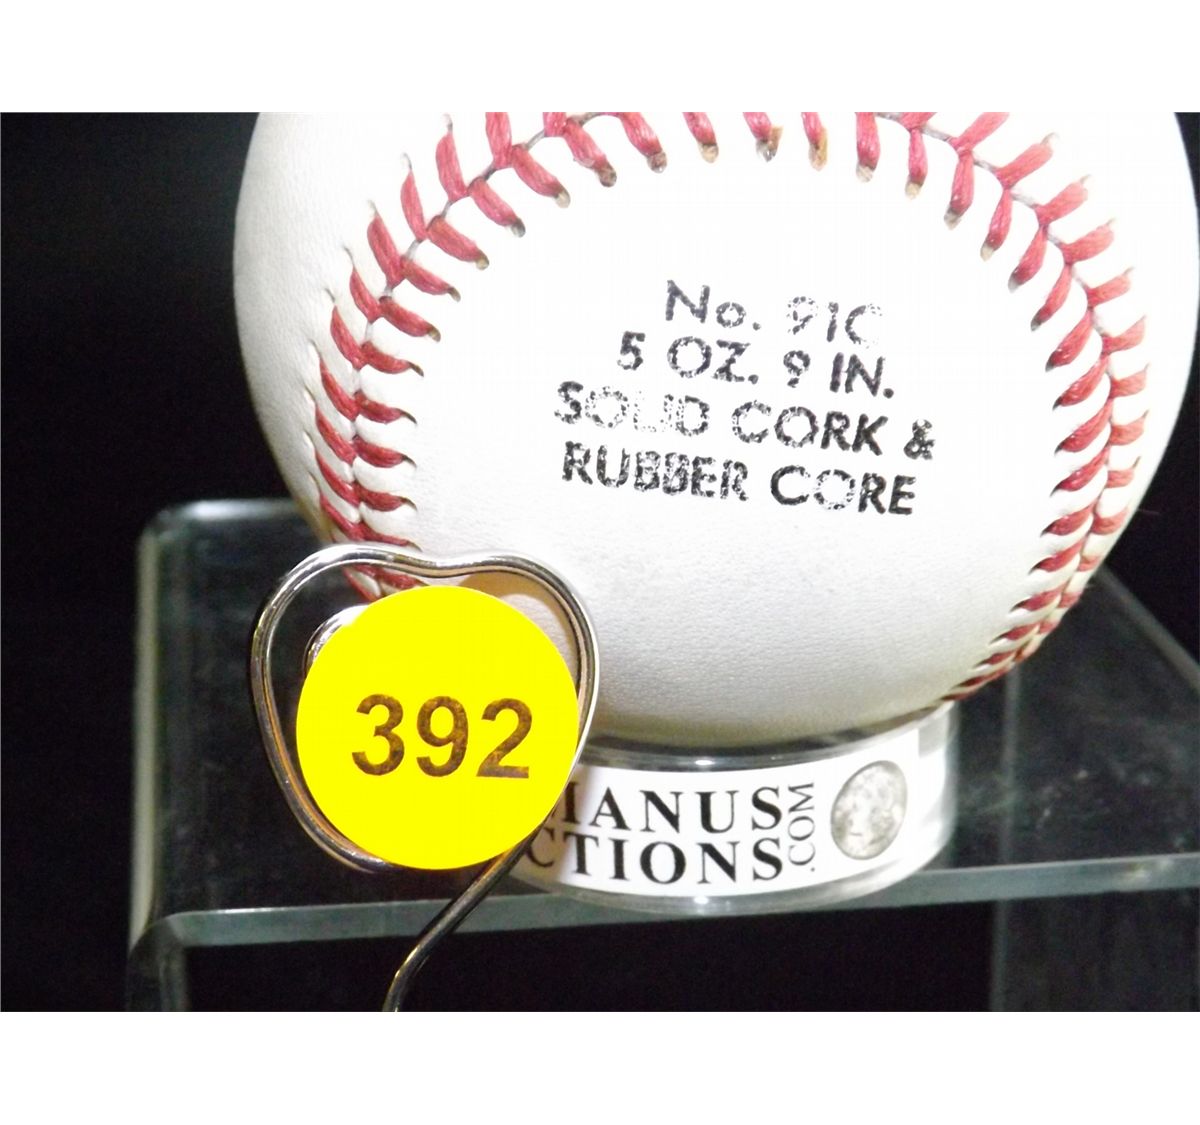 No. 91C
5 OZ. 9 IN.
SOLID CORK &
RUBBER CORE
392
MANUS
CTIONS
.COM